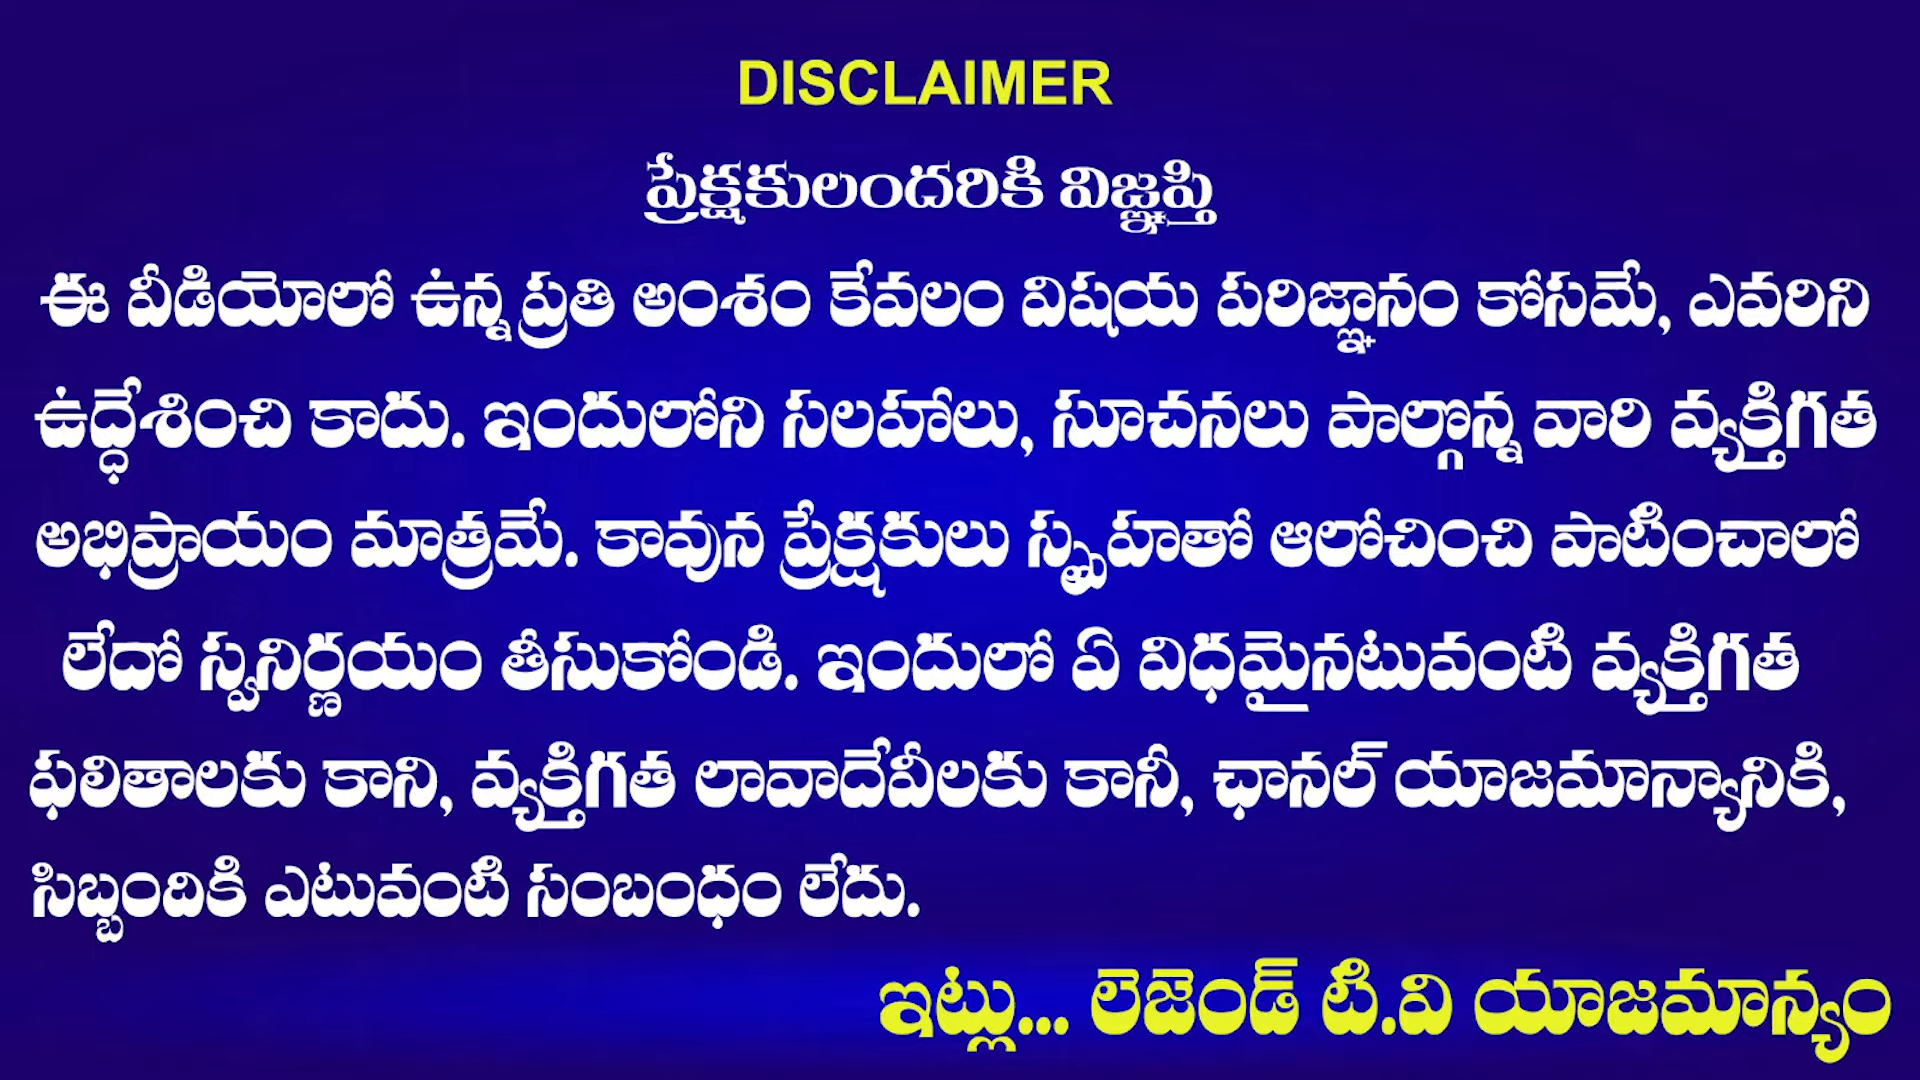 DISCLAIMER
ప్రేక్షకులందరికి విజ్ఞప్తి
ఈ వీడియోలో ఉన్న ప్రతి అంశం కేవలం విషయ పరిజ్ఞానం కోసమే, ఎవరిని
ఉద్ధేశించి కాదు. ఇందులోని సలహాలు, సూచనలు పాల్గొన్న వారి వ్యక్తిగత
అభిప్రాయం మాత్రమే. కావున ప్రేక్షకులు స్పృహతో ఆలోచించి పాటించాలో
లేదో స్వనిర్ణయం తీసుకోండి. ఇందులో ఏ విధమైనటువంటి వ్యక్తిగత
ఫలితాలకు కాని, వ్యక్తిగత లావాదేవీలకు కానీ, ఛానల్ యాజమాన్యానికి,
సిబ్బందికి ఎటువంటి సంబంధం లేదు.
ఇట్లు... లెజెండ్ టి.వి యాజమాన్యం